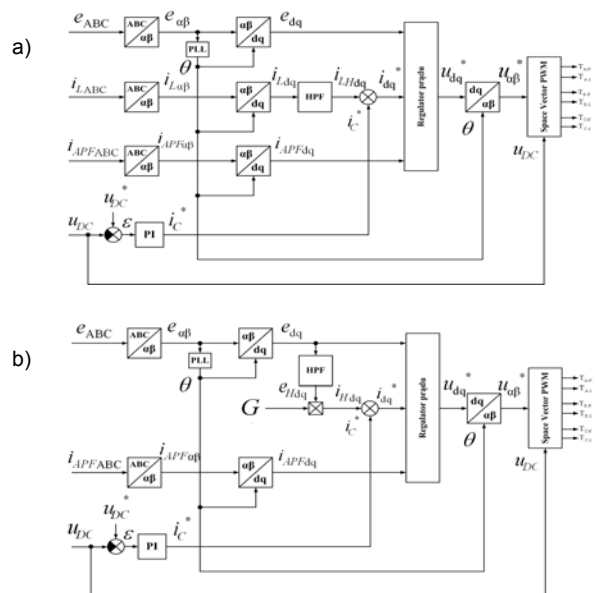 a)
e_ABC e_αβ e_dq
ABC αβ
αβ dq
PLL
θ
i_LABC i_Lαβ i_Ldq i_LHdq i_dq*
ABC αβ
αβ dq
HPF
i_C*
i_APFABC i_APFαβ i_APFdq
ABC αβ
αβ dq
u_DC*
u_DC ε i_C*
PI
Regulator prądu
u_dq* u_αβ*
dq αβ
θ
Space Vector PWM
u_DC
b)
e_ABC e_αβ e_dq
ABC αβ
αβ dq
PLL
θ
HPF
e_Hdq i_Hdq i_dq*
G
i_C*
i_APFABC i_APFαβ i_APFdq
ABC αβ
αβ dq
u_DC*
u_DC ε i_C*
PI
Regulator prądu
u_dq* u_αβ*
dq αβ
θ
Space Vector PWM
u_DC